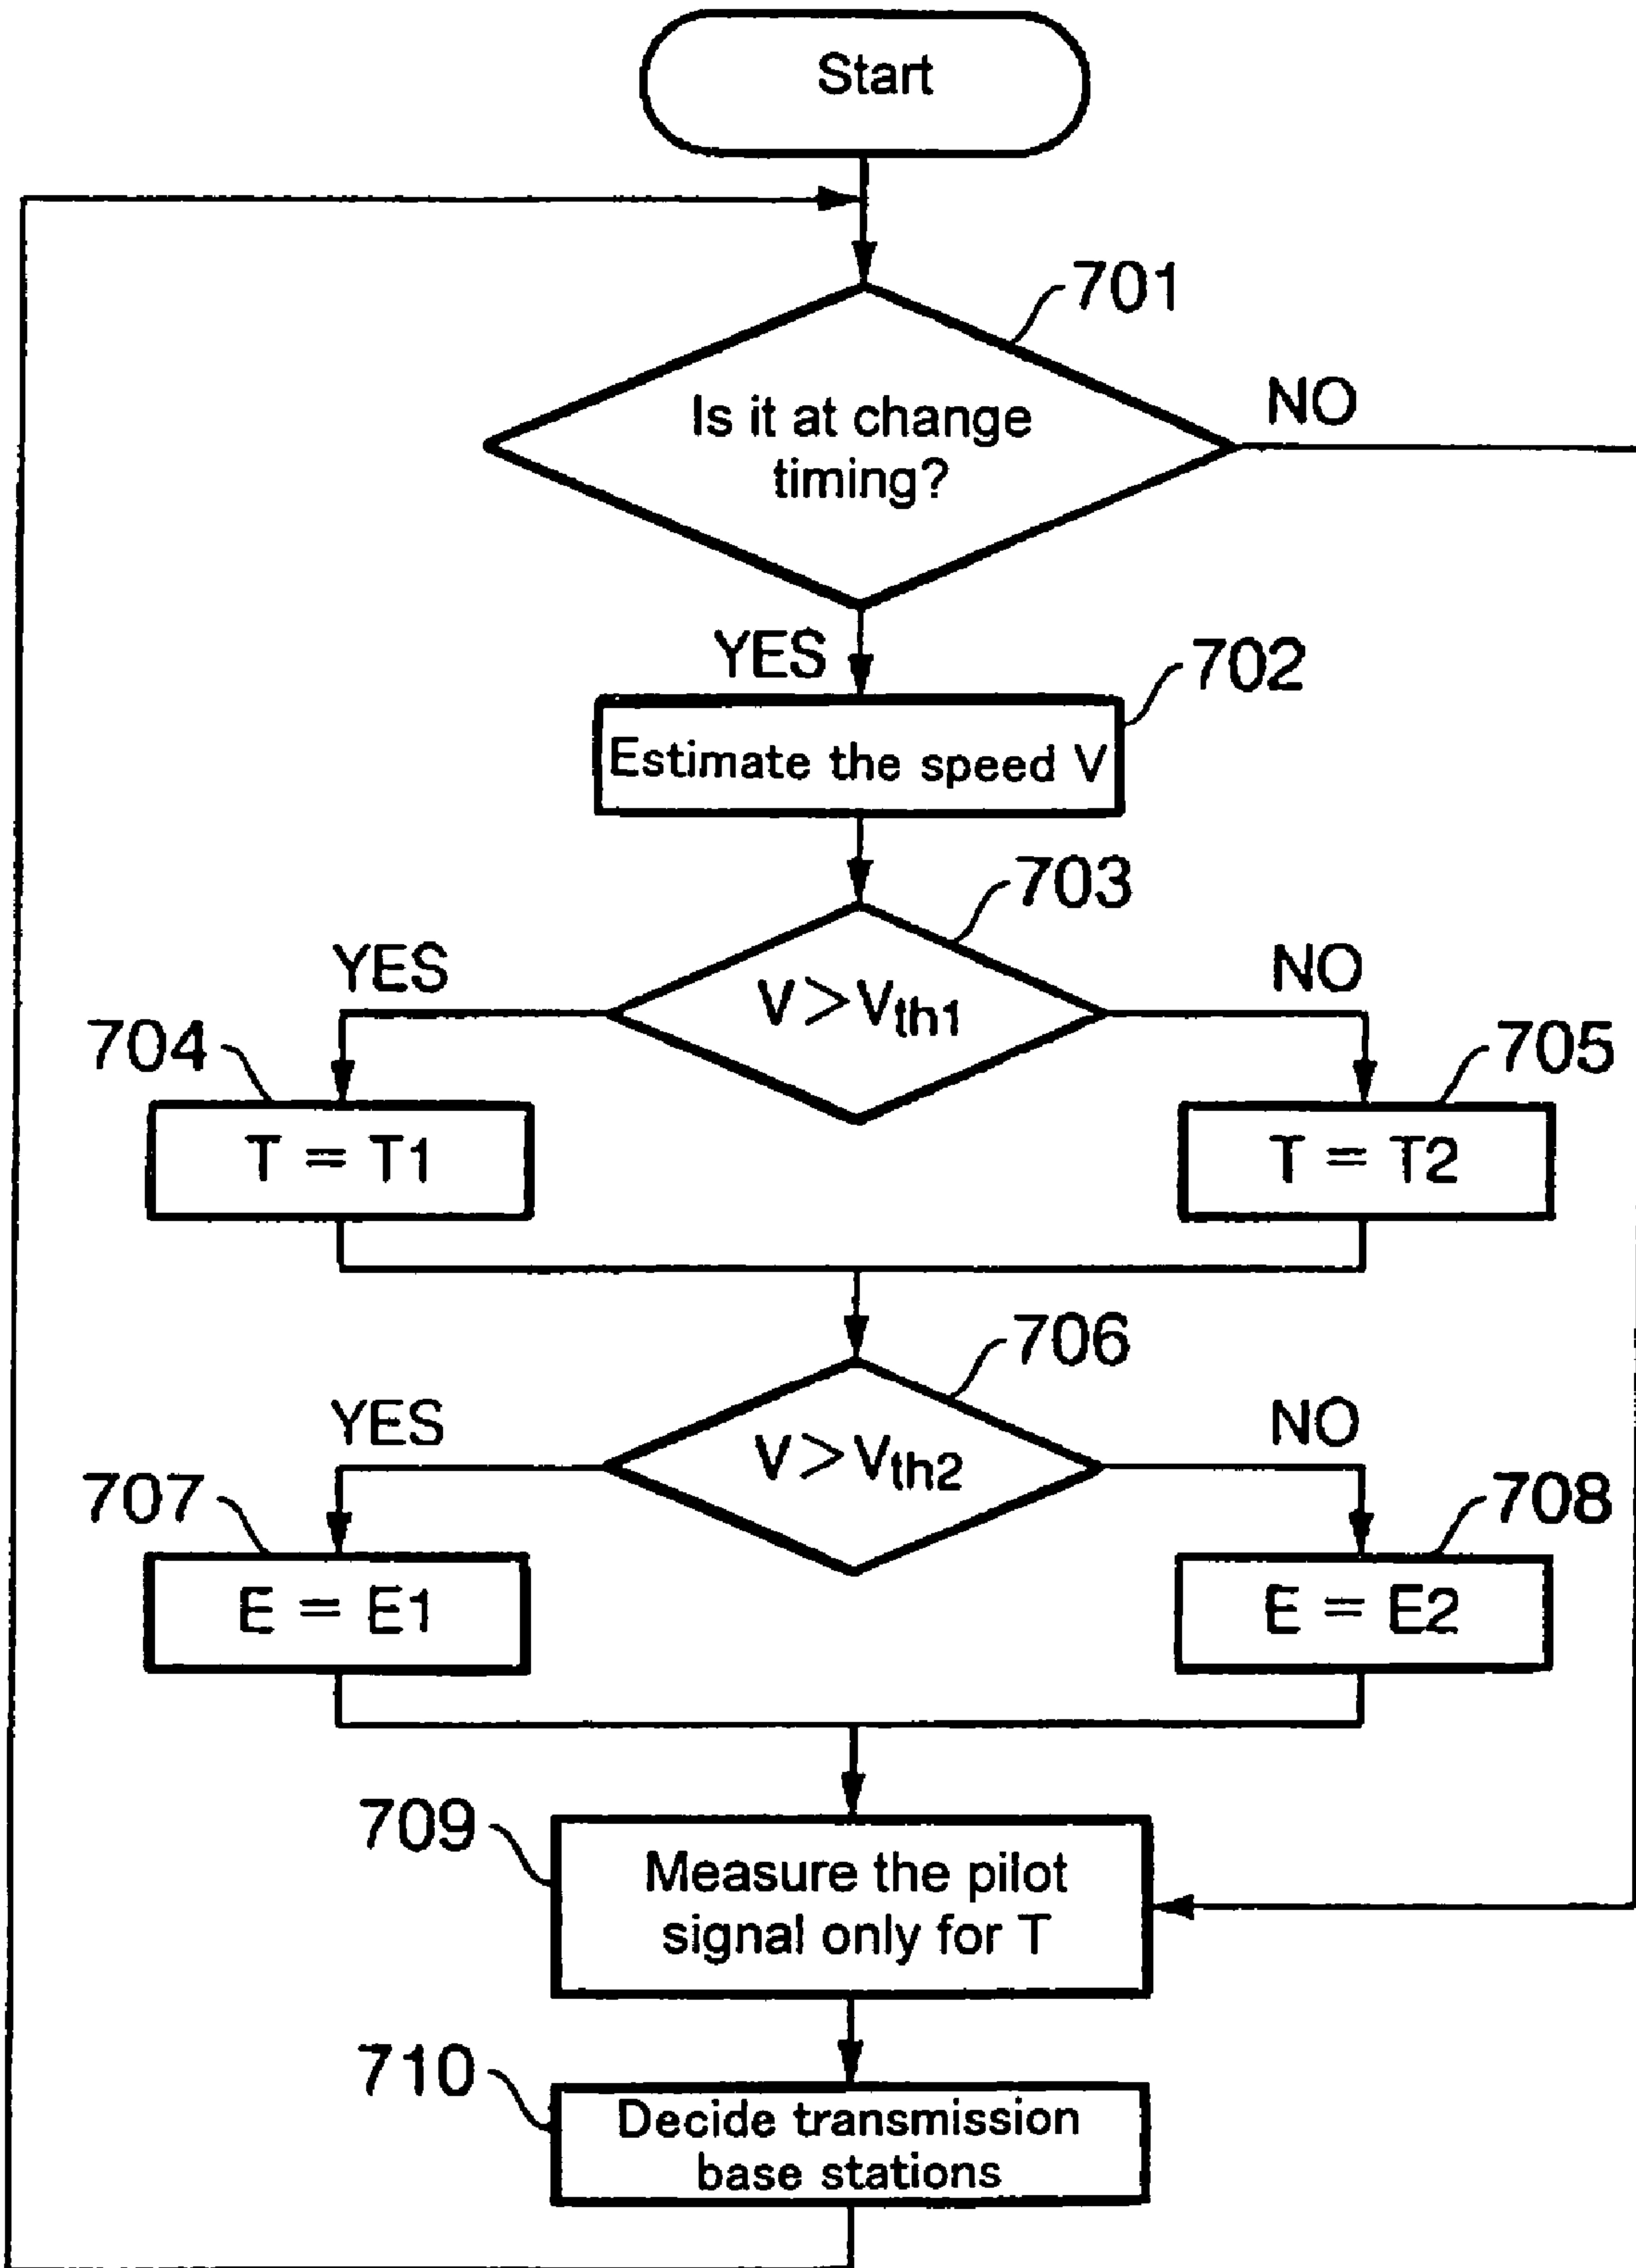 Start
701
Is it at change
timing?
NO
YES
702
Estimate the speed V
703
YES
V>Vth1
NO
704
T = T1
705
T = T2
706
YES
V>Vth2
NO
707
E = E1
708
E = E2
709
Measure the pilot
signal only for T
710
Decide transmission
base stations